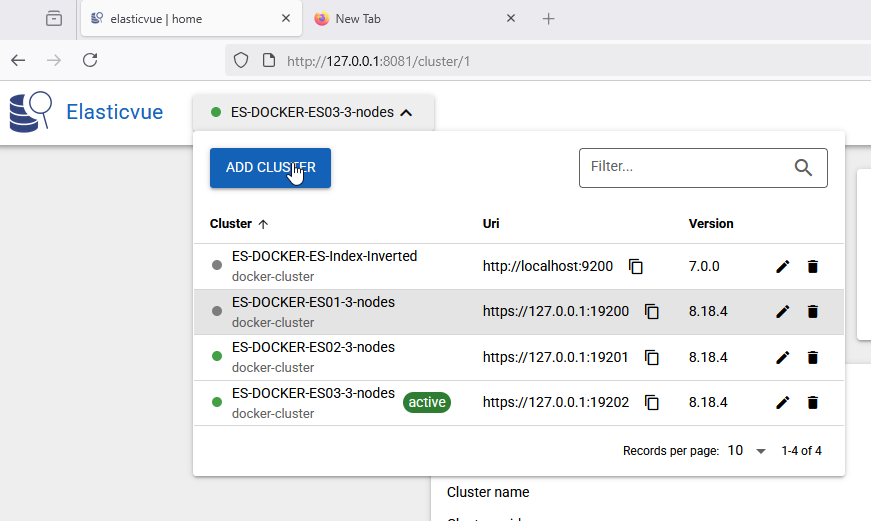 elasticvue | home
New Tab
http://127.0.0.1:8081/cluster/1
Elasticvue
ES-DOCKER-ES03-3-nodes
ADD CLUSTER
Filter...
Cluster Uri Version
ES-DOCKER-ES-Index-Inverted
docker-cluster
http://localhost:9200
7.0.0
ES-DOCKER-ES01-3-nodes
docker-cluster
https://127.0.0.1:19200
8.18.4
ES-DOCKER-ES02-3-nodes
docker-cluster
https://127.0.0.1:19201
8.18.4
ES-DOCKER-ES03-3-nodes
docker-cluster
active
https://127.0.0.1:19202
8.18.4
Records per page: 10 1-4 of 4
Cluster name